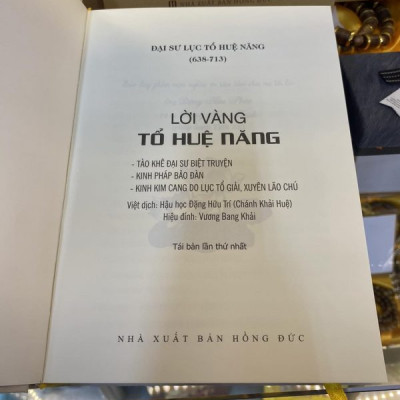 ĐẠI SƯ LỤC TỔ HUỆ NĂNG
(638-713)
LỜI VÀNG
TỔ HUỆ NĂNG
- TÀO KHÊ ĐẠI SƯ BIỆT TRUYỆN
- KINH PHÁP BẢO ĐÀN
- KINH KIM CANG DO LỤC TỔ GIẢI, XUYÊN LÃO CHÚ
Việt dịch: Hậu học Đặng Hữu Trí (Chánh Khải Huệ)
Hiệu đính: Vương Bang Khải
Tái bản lần thứ nhất
NHÀ XUẤT BẢN HỒNG ĐỨC